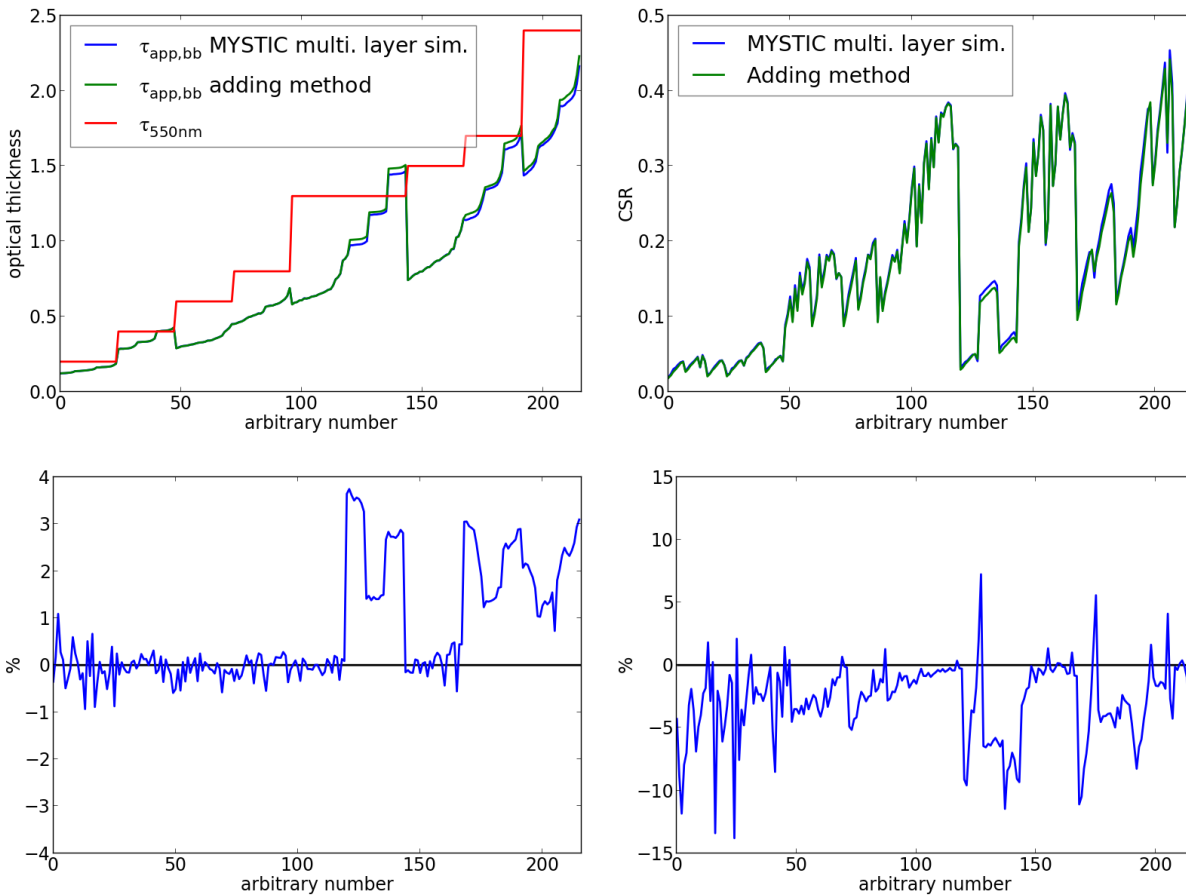 2.5
2.0
1.5
1.0
0.5
0.0
optical thickness
τapp,bb MYSTIC multi. layer sim.
τapp,bb adding method
τ550nm
0 50 100 150 200
arbitrary number
0.5
0.4
0.3
0.2
0.1
0.0
CSR
MYSTIC multi. layer sim.
Adding method
0 50 100 150 200
arbitrary number
4
3
2
1
0
−1
−2
−3
−4
%
0 50 100 150 200
arbitrary number
15
10
5
0
−5
−10
−15
%
0 50 100 150 200
arbitrary number